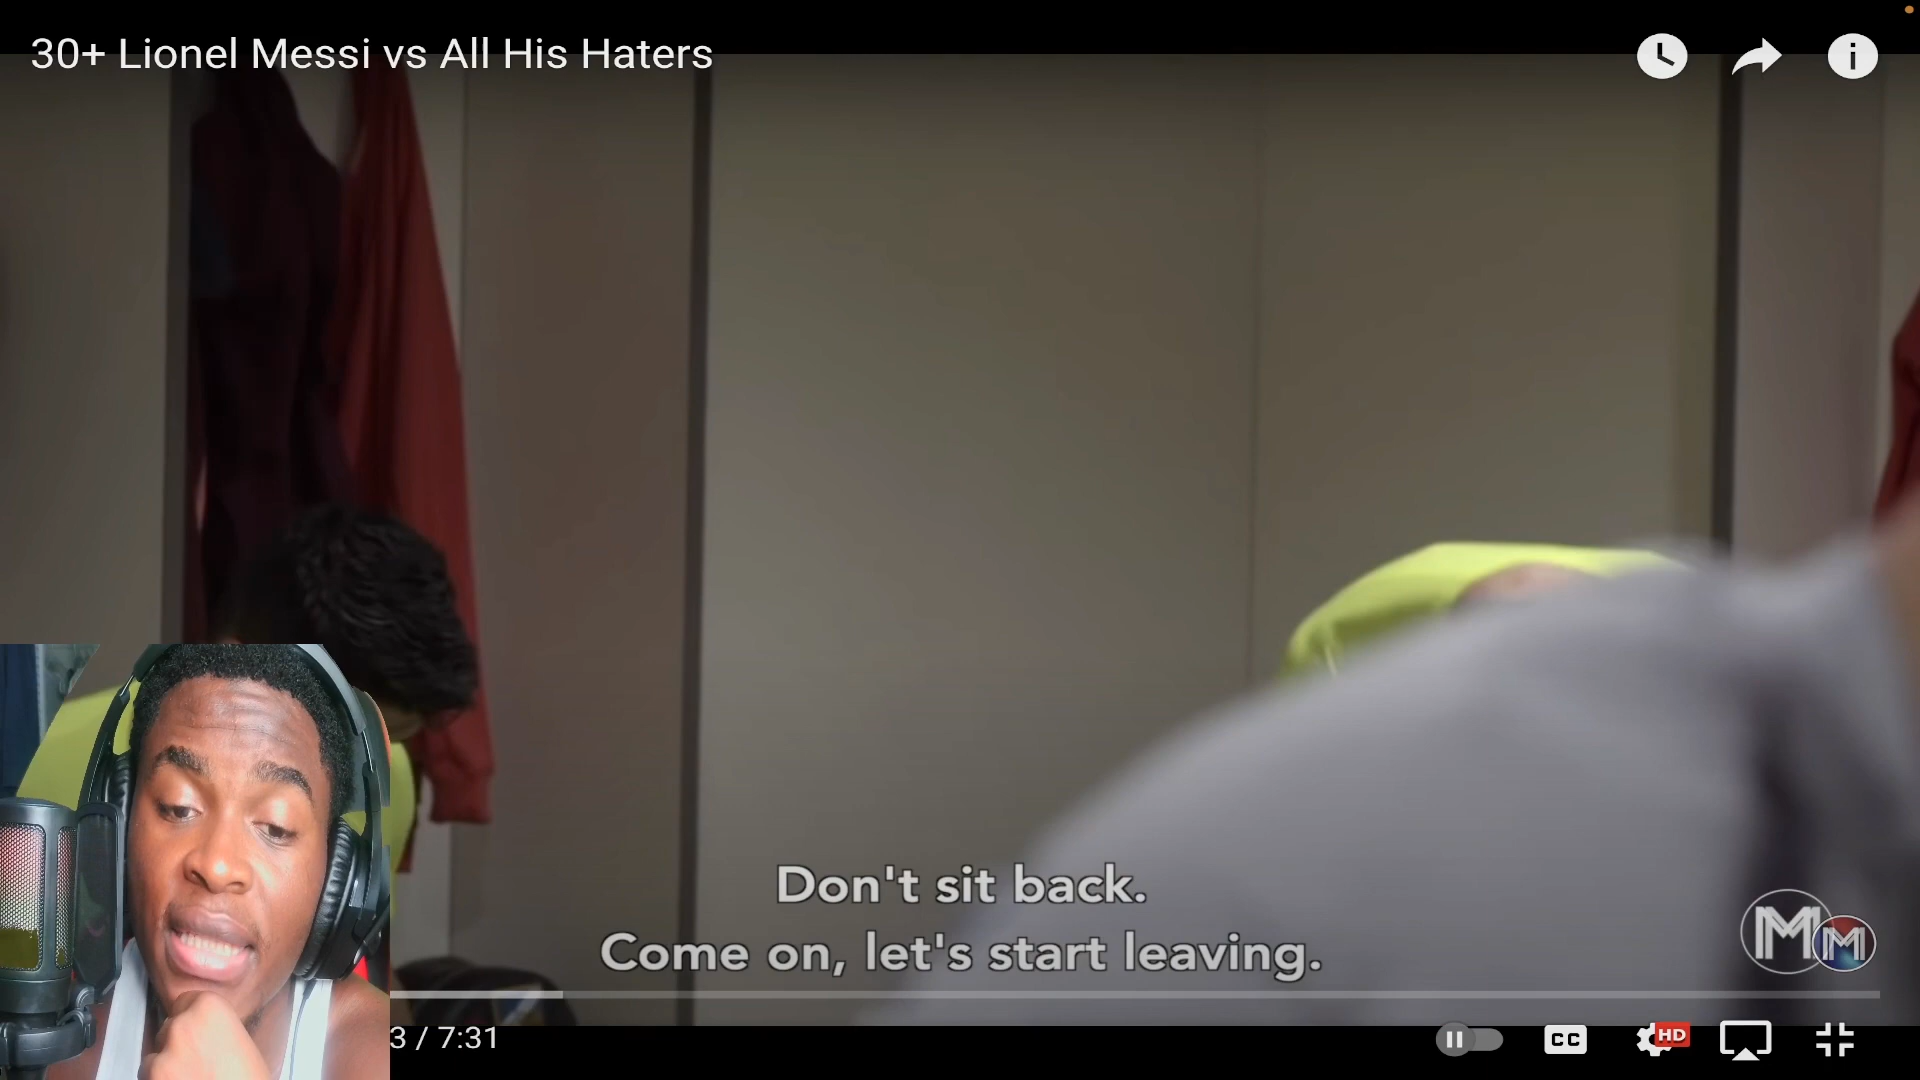 30+ Lionel Messi vs All His Haters
Don't sit back.
Come on, let's start leaving.
3 / 7:31
CC
HD